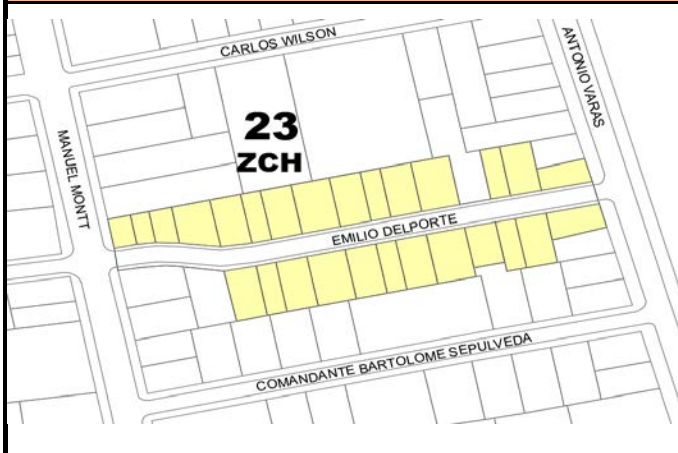 CARLOS WILSON
ANTONIO VARAS
23
ZCH
MANUEL MONTT
EMILIO DELPORTE
COMANDANTE BARTOLOME SEPULVEDA